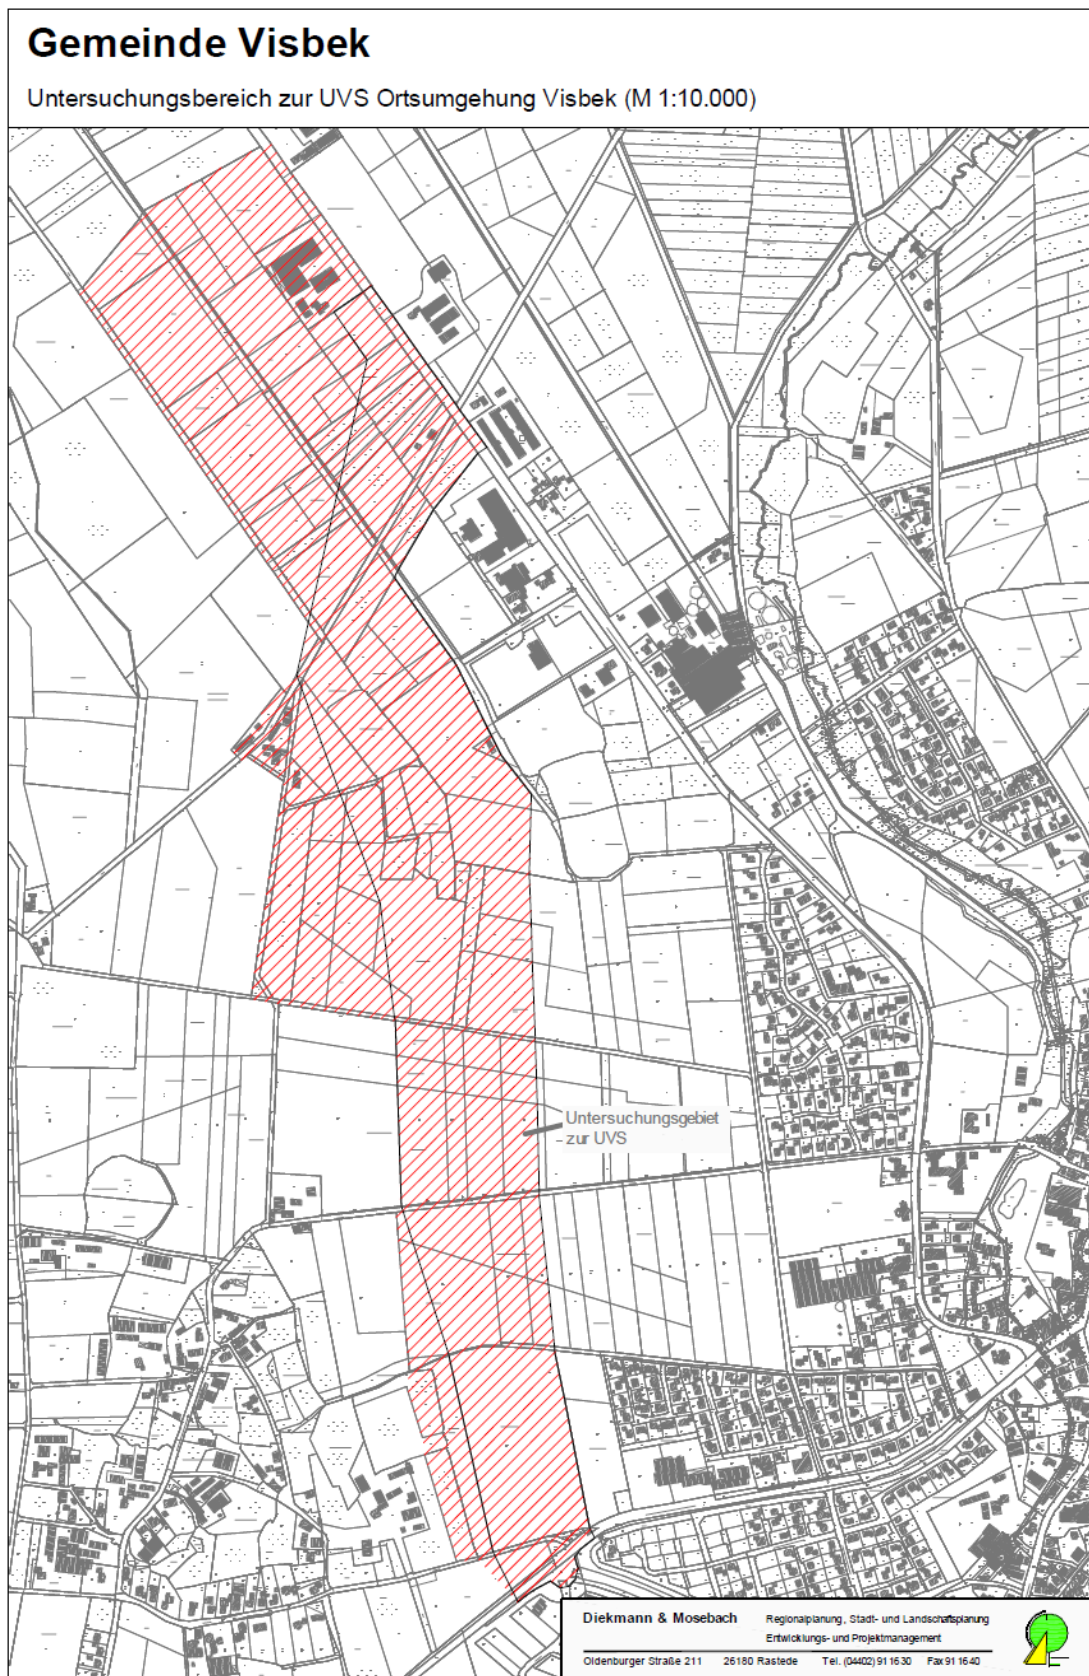 Gemeinde Visbek
Untersuchungsbereich zur UVS Ortsumgehung Visbek (M 1:10.000)
Untersuchungsgebiet
zur UVS
Diekmann & Mosebach Regionalplanung, Stadt- und Landschaftsplanung
Entwicklungs- und Projektmanagement
Oldenburger Straße 211 26180 Rastede Tel. (04402) 91 16 30 Fax 91 16 40